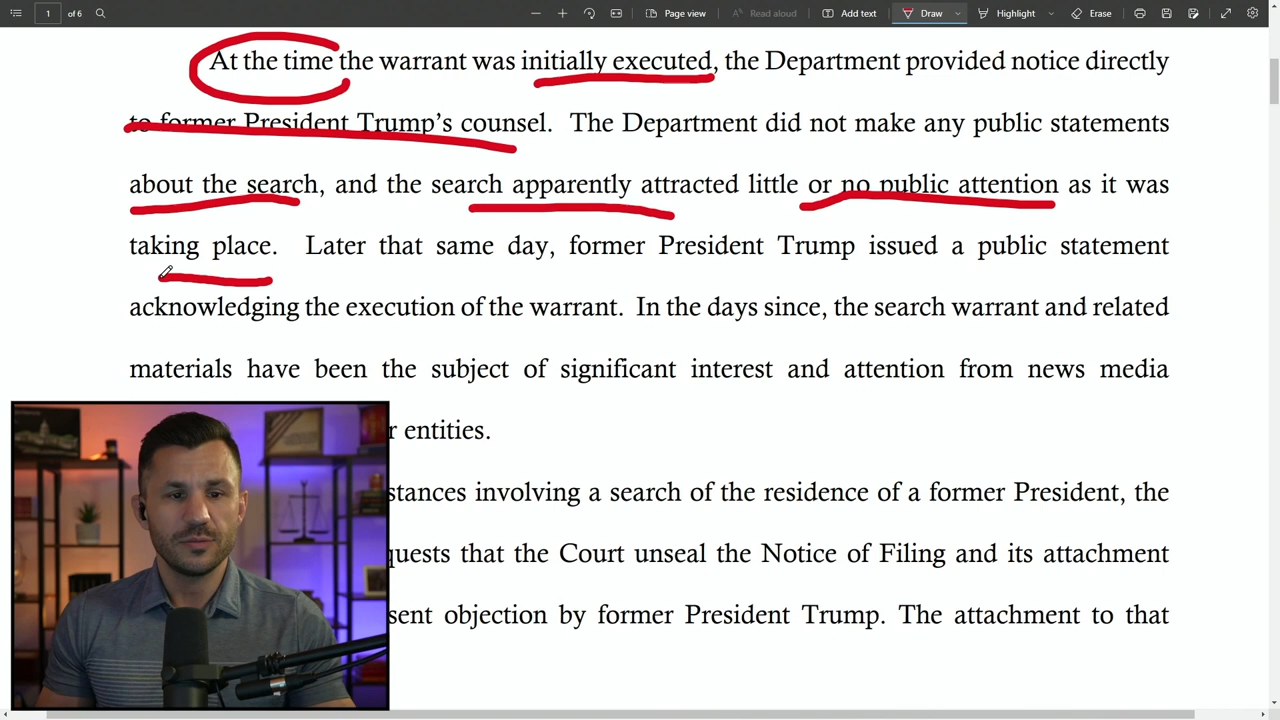 1 of 6 Page view Read aloud Add text Draw Highlight Erase
At the time the warrant was initially executed, the Department provided notice directly
to former President Trump’s counsel. The Department did not make any public statements
about the search, and the search apparently attracted little or no public attention as it was
taking place. Later that same day, former President Trump issued a public statement
acknowledging the execution of the warrant. In the days since, the search warrant and related
materials have been the subject of significant interest and attention from news media
r entities.
stances involving a search of the residence of a former President, the
quests that the Court unseal the Notice of Filing and its attachment
sent objection by former President Trump. The attachment to that